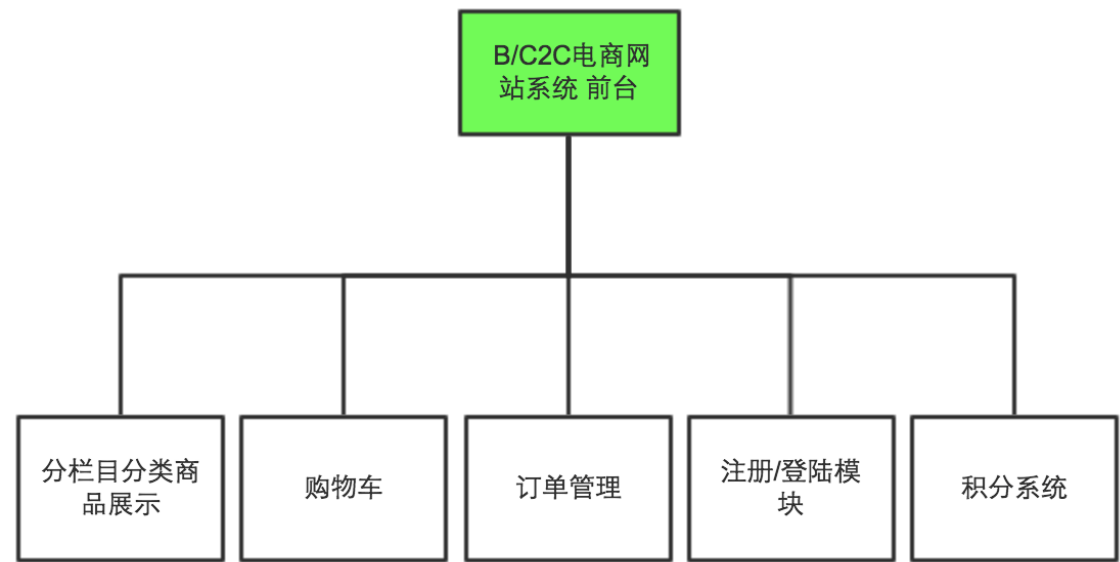 B/C2C电商网
站系统 前台
分栏目分类商
品展示
购物车
订单管理
注册/登陆模
块
积分系统